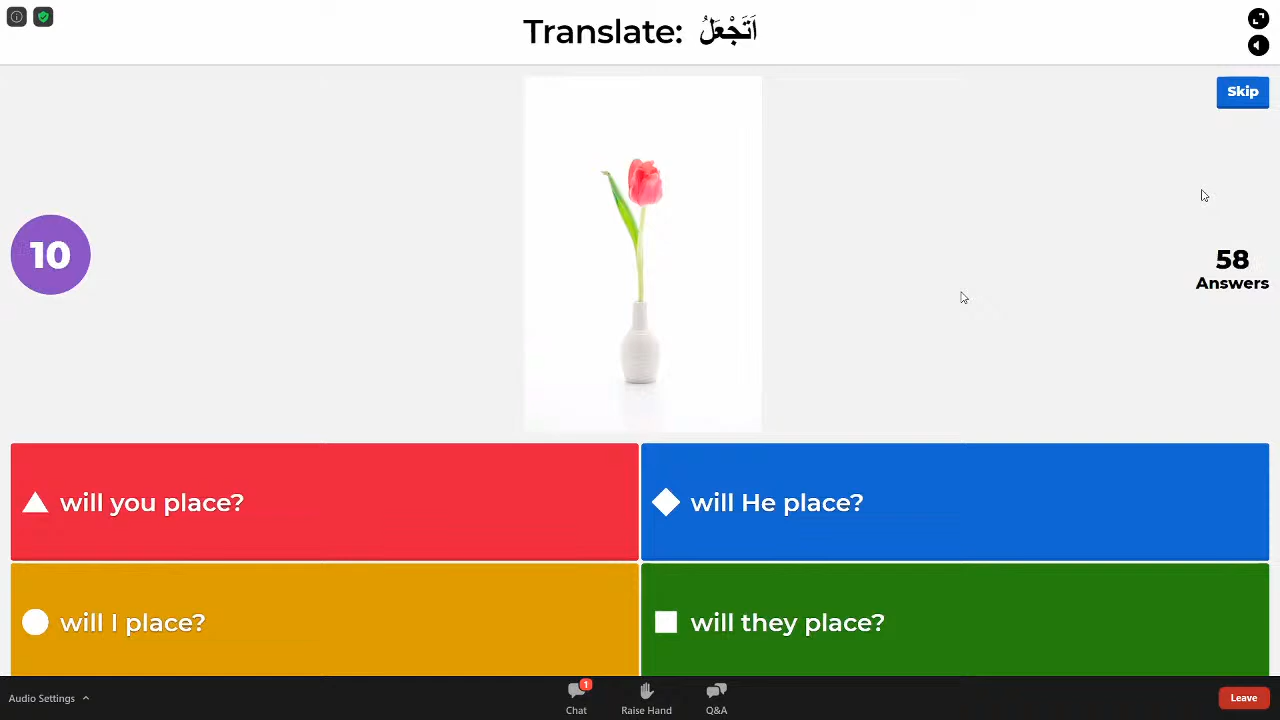 Translate: اَتَجْعَلُ
Skip
10
58
Answers
will you place?
will He place?
will I place?
will they place?
Audio Settings
1
Chat
Raise Hand
Q&A
Leave